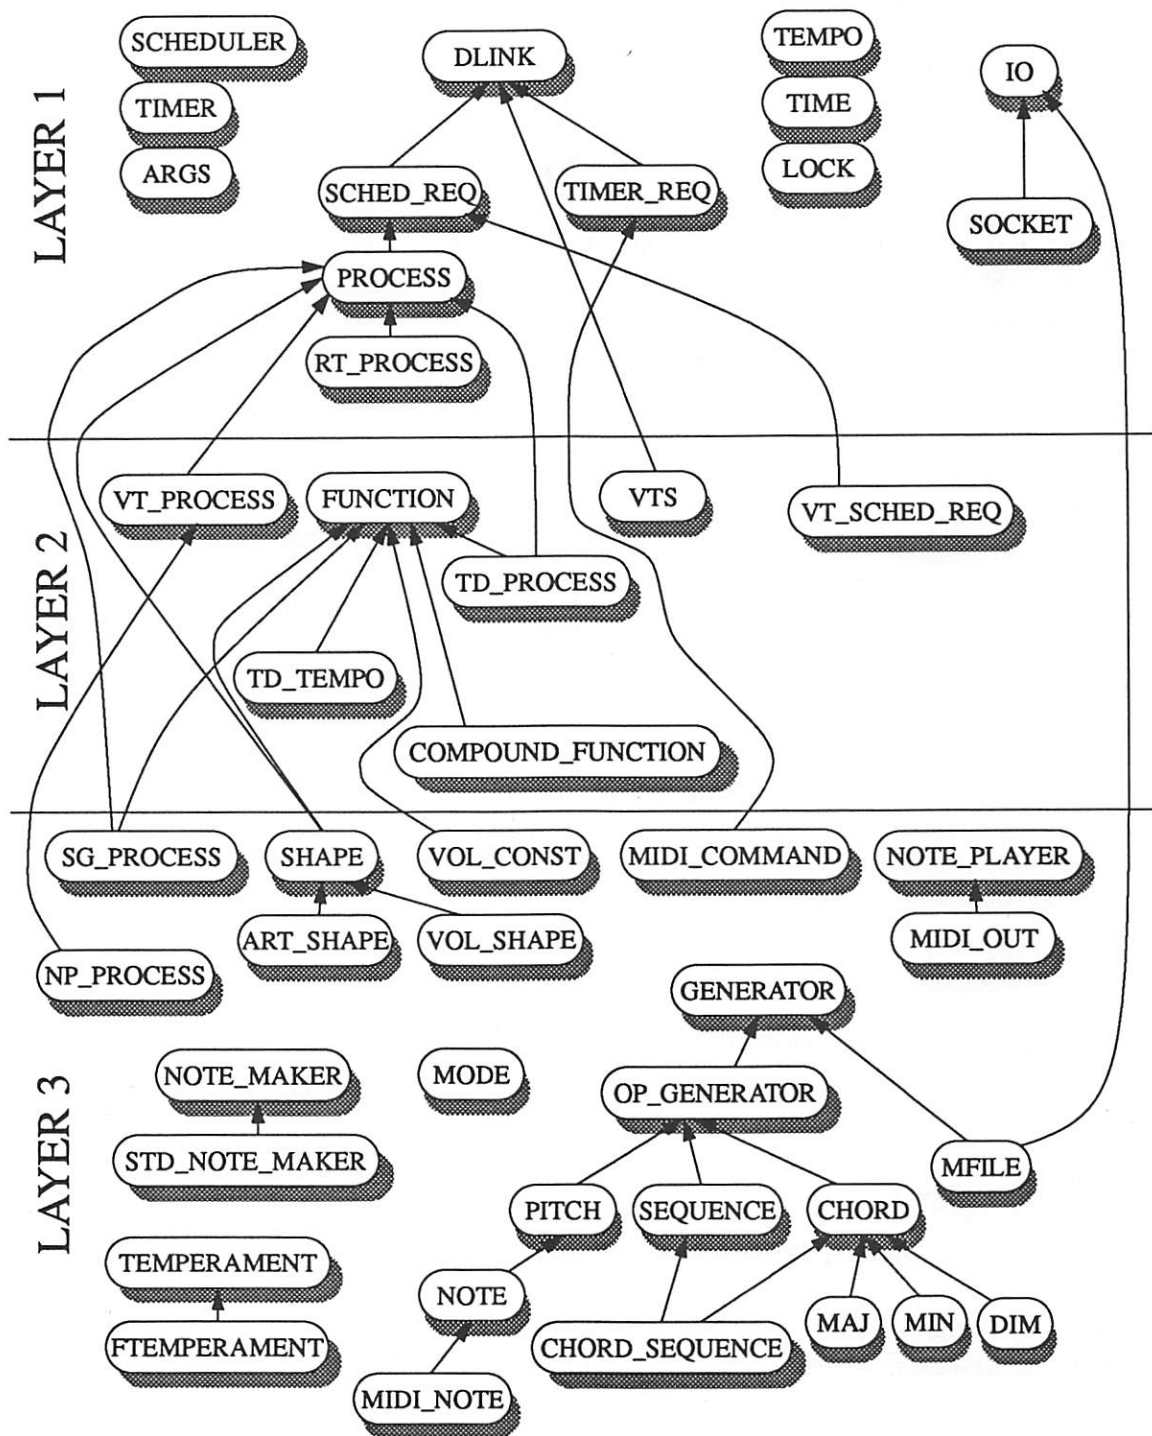 LAYER 1
SCHEDULER
TIMER
ARGS
DLINK
TEMPO
TIME
LOCK
IO
SCHED_REQ
TIMER_REQ
SOCKET
PROCESS
RT_PROCESS
LAYER 2
VT_PROCESS
FUNCTION
VTS
VT_SCHED_REQ
TD_PROCESS
TD_TEMPO
COMPOUND_FUNCTION
LAYER 3
SG_PROCESS
SHAPE
VOL_CONST
MIDI_COMMAND
NOTE_PLAYER
ART_SHAPE
VOL_SHAPE
MIDI_OUT
NP_PROCESS
GENERATOR
NOTE_MAKER
MODE
OP_GENERATOR
STD_NOTE_MAKER
MFILE
PITCH
SEQUENCE
CHORD
TEMPERAMENT
NOTE
MAJ
MIN
DIM
FTEMPERAMENT
CHORD_SEQUENCE
MIDI_NOTE